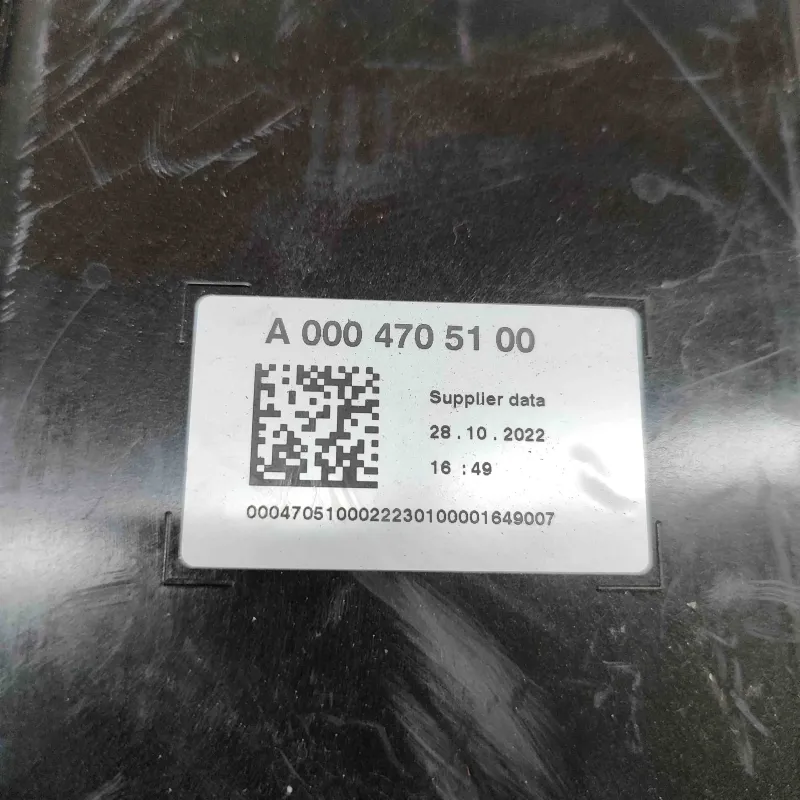 A 000 470 51 00
Supplier data
28 . 10 . 2022
16 : 49
0004705100022230100001649007